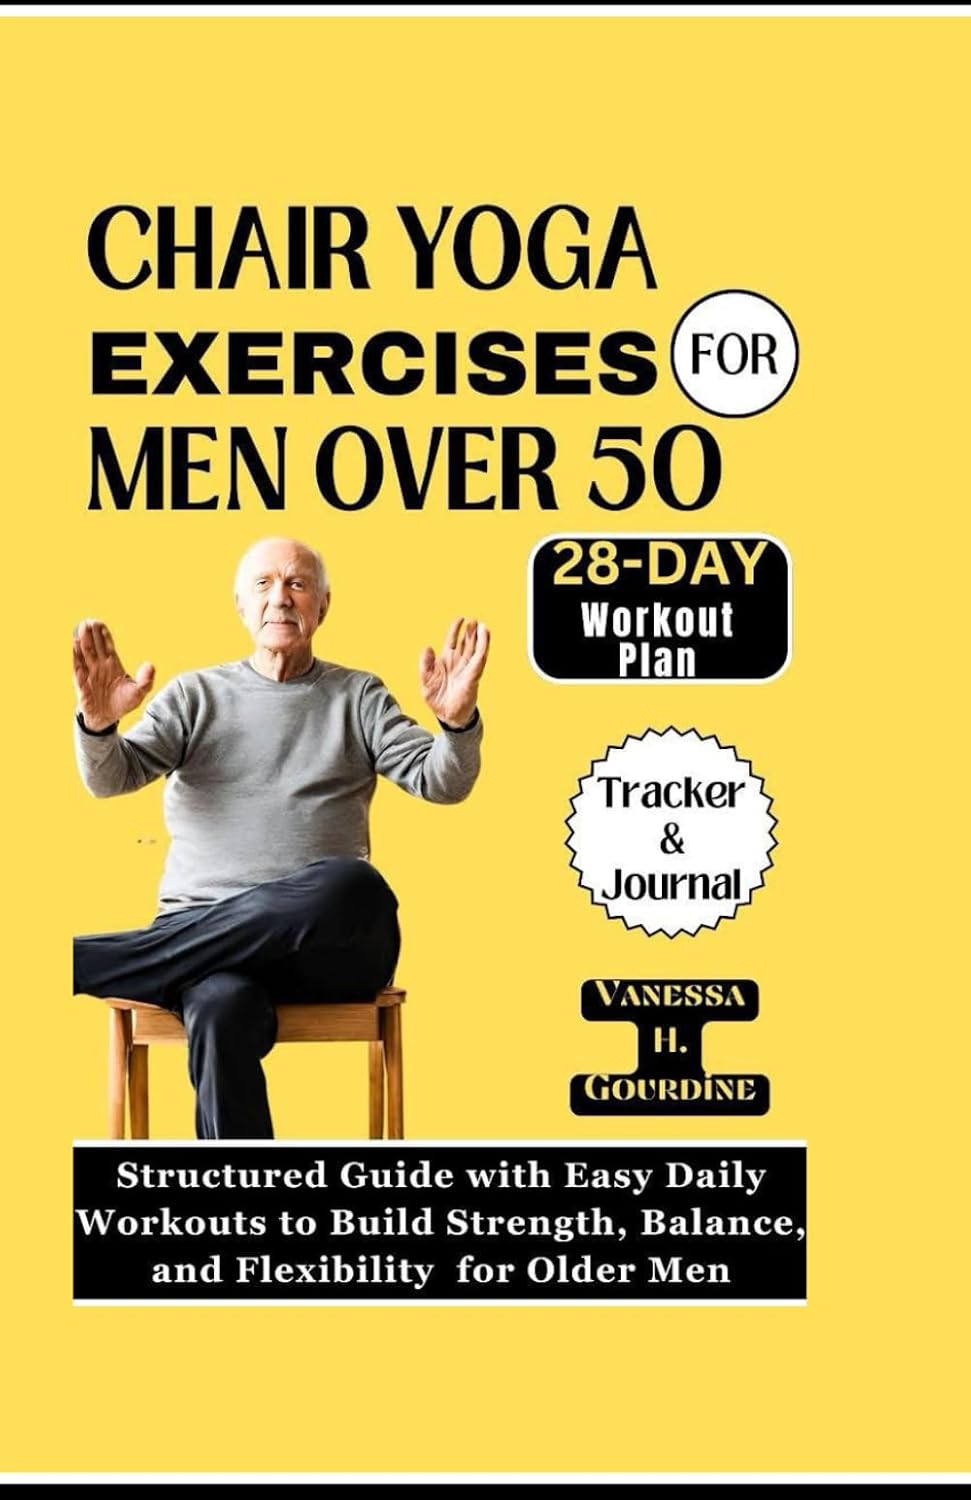 CHAIR YOGA
EXERCISES FOR
MEN OVER 50
28-DAY
Workout
Plan
Tracker
&
Journal
VANESSA
H.
GOURDINE
Structured Guide with Easy Daily
Workouts to Build Strength, Balance,
and Flexibility for Older Men